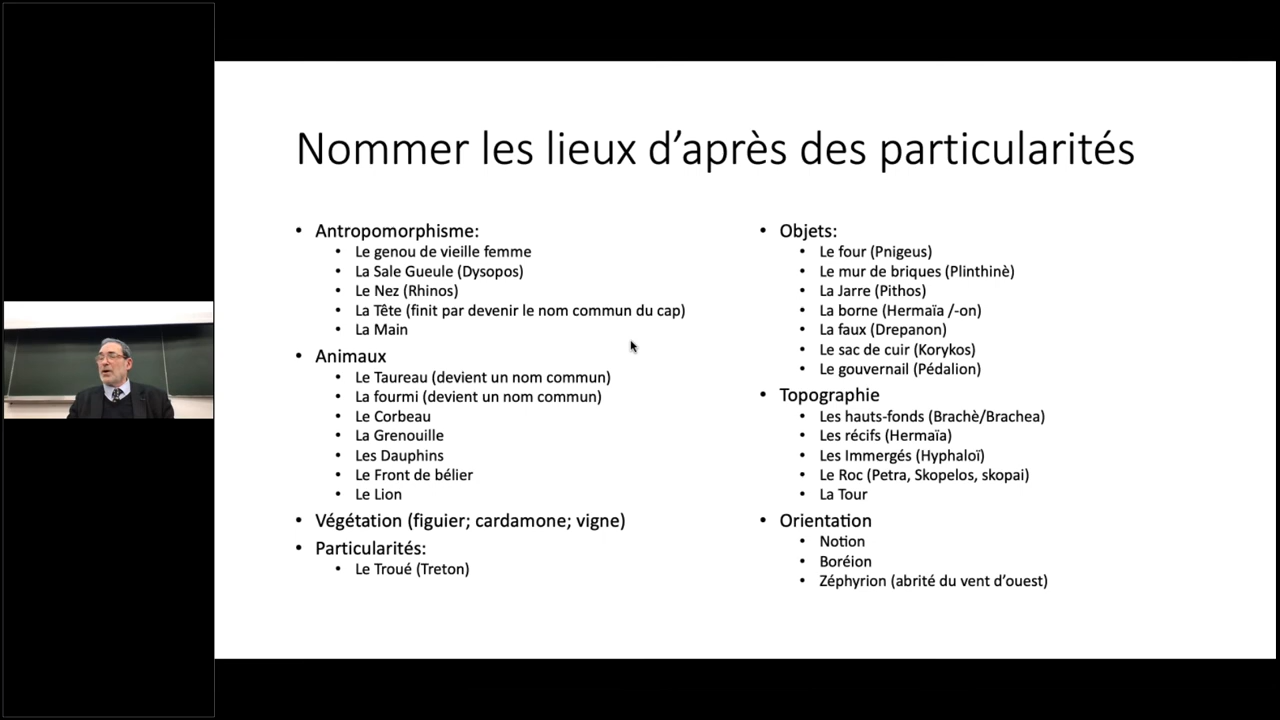 Nommer les lieux d’après des particularités
• Antropomorphisme:
• Le genou de vieille femme
• La Sale Gueule (Dysopos)
• Le Nez (Rhinos)
• La Tête (finit par devenir le nom commun du cap)
• La Main
• Animaux
• Le Taureau (devient un nom commun)
• La fourmi (devient un nom commun)
• Le Corbeau
• La Grenouille
• Les Dauphins
• Le Front de bélier
• Le Lion
• Végétation (figuier; cardamone; vigne)
• Particularités:
• Le Troué (Treton)
• Objets:
• Le four (Pnigeus)
• Le mur de briques (Plinthinè)
• La Jarre (Pithos)
• La borne (Hermaïa /-on)
• La faux (Drepanon)
• Le sac de cuir (Korykos)
• Le gouvernail (Pédalion)
• Topographie
• Les hauts-fonds (Brachè/Brachea)
• Les récifs (Hermaïa)
• Les Immergés (Hyphaloï)
• Le Roc (Petra, Skopelos, skopai)
• La Tour
• Orientation
• Notion
• Boréion
• Zéphyrion (abrité du vent d’ouest)